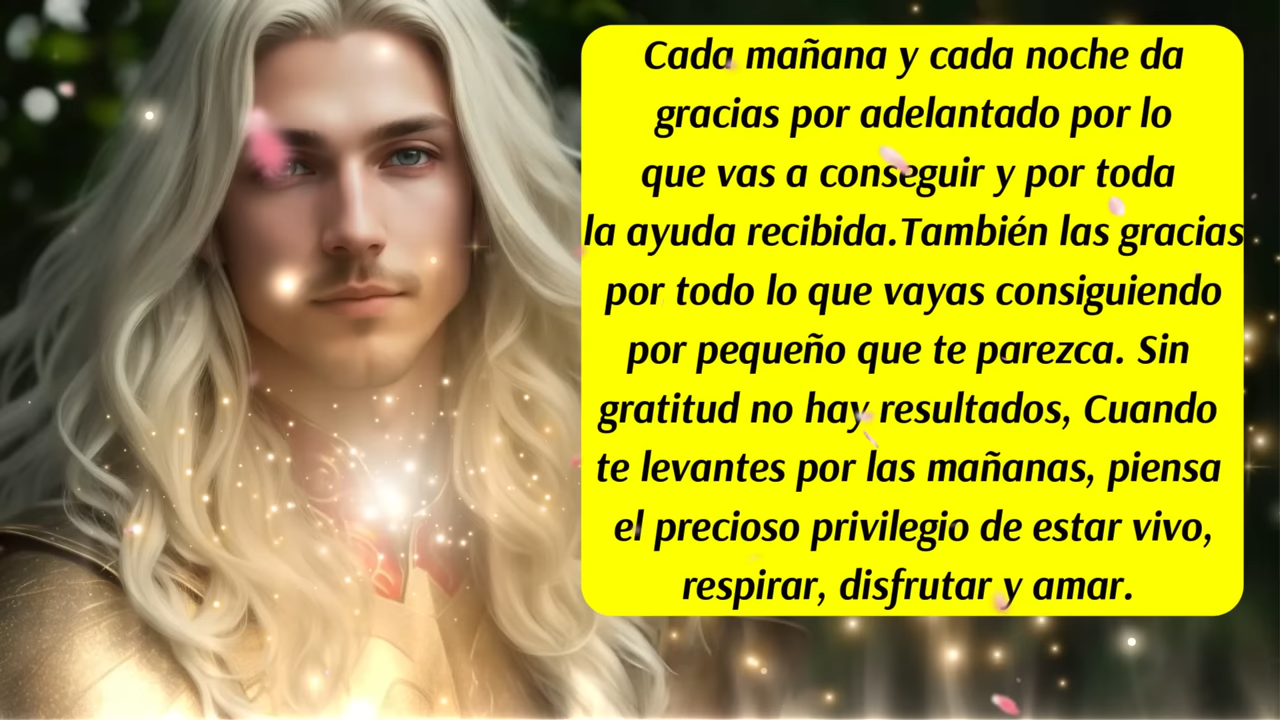 Cada mañana y cada noche da
gracias por adelantado por lo
que vas a conseguir y por toda
la ayuda recibida.También las gracias
por todo lo que vayas consiguiendo
por pequeño que te parezca. Sin
gratitud no hay resultados, Cuando
te levantes por las mañanas, piensa
el precioso privilegio de estar vivo,
respirar, disfrutar y amar.